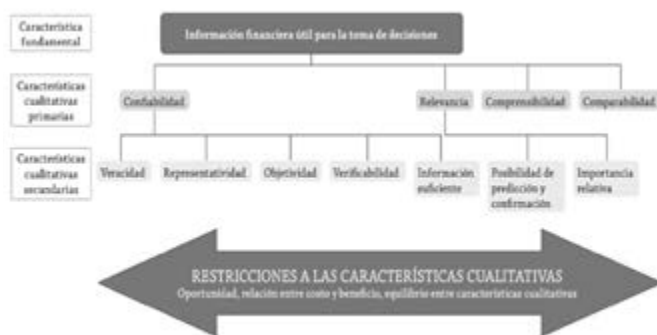 Característica
fundamental
Información financiera útil para la toma de decisiones
Características
cualitativas
primarias
Confiabilidad
Relevancia
Comprensibilidad
Comparabilidad
Características
cualitativas
secundarias
Veracidad
Representatividad
Objetividad
Verificabilidad
Información
suficiente
Posibilidad de
predicción y
confirmación
Importancia
relativa
RESTRICCIONES A LAS CARACTERÍSTICAS CUALITATIVAS
Oportunidad, relación entre costo y beneficio, equilibrio entre características cualitativas